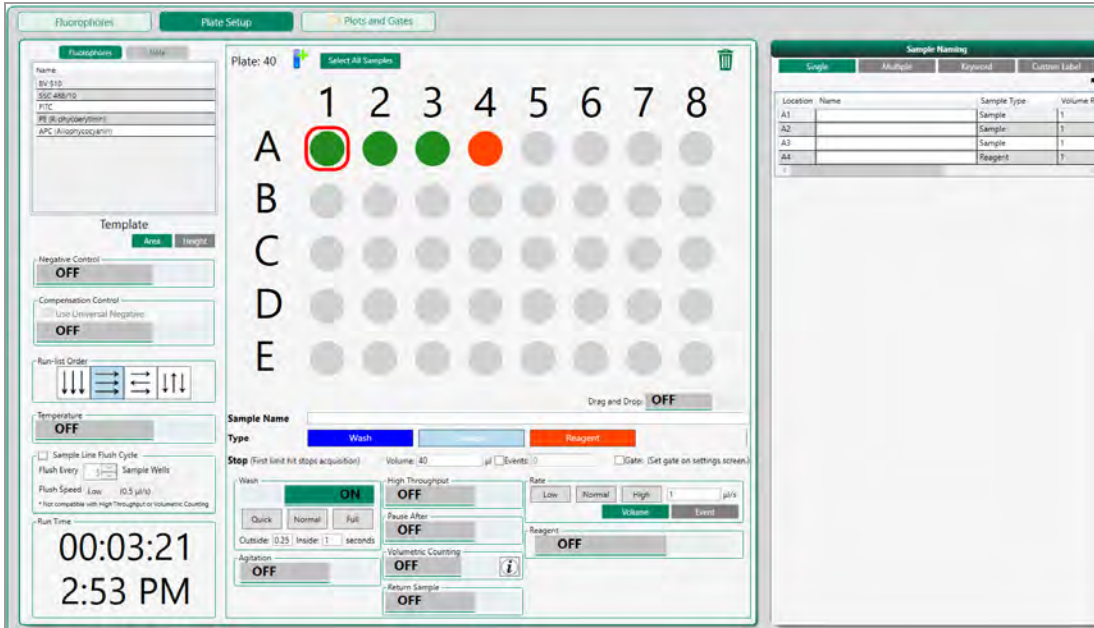 Fluorophores Plate Setup Plots and Gates
Fluorophores Note
Name
BV 510
SSC 488/10
FITC
PE (R-phycoerythrin)
APC (Allophycocyanin)
Template
Area Height
Negative Control
OFF
Compensation Control
Use Universal Negative
OFF
Run-list Order
Temperature
OFF
Sample Line Flush Cycle
Flush Every 5 Sample Wells
Flush Speed Low (0.5 µl/s)
* Not compatible with High Throughput or Volumetric Counting
Run Time
00:03:21
2:53 PM
Plate: 40 Select All Samples
1 2 3 4 5 6 7 8
A
B
C
D
E
Drag and Drop: OFF
Sample Name
Type Wash Reagent
Stop (First limit hit stops acquisition) Volume: 40 µl Events: 0 Gate: (Set gate on settings screen.)
Wash
ON
Quick Normal Full
Outside: 0.25 Inside: 1 seconds
Agitation
OFF
High Throughput
OFF
Pause After
OFF
Volumetric Counting
OFF i
Return Sample
OFF
Rate
Low Normal High 1 µl/s
Volume Event
Reagent
OFF
Sample Naming
Single Multiple Keyword Custom Label
Location Name Sample Type Volume R
A1 Sample 1
A2 Sample 1
A3 Sample 1
A4 Reagent 1